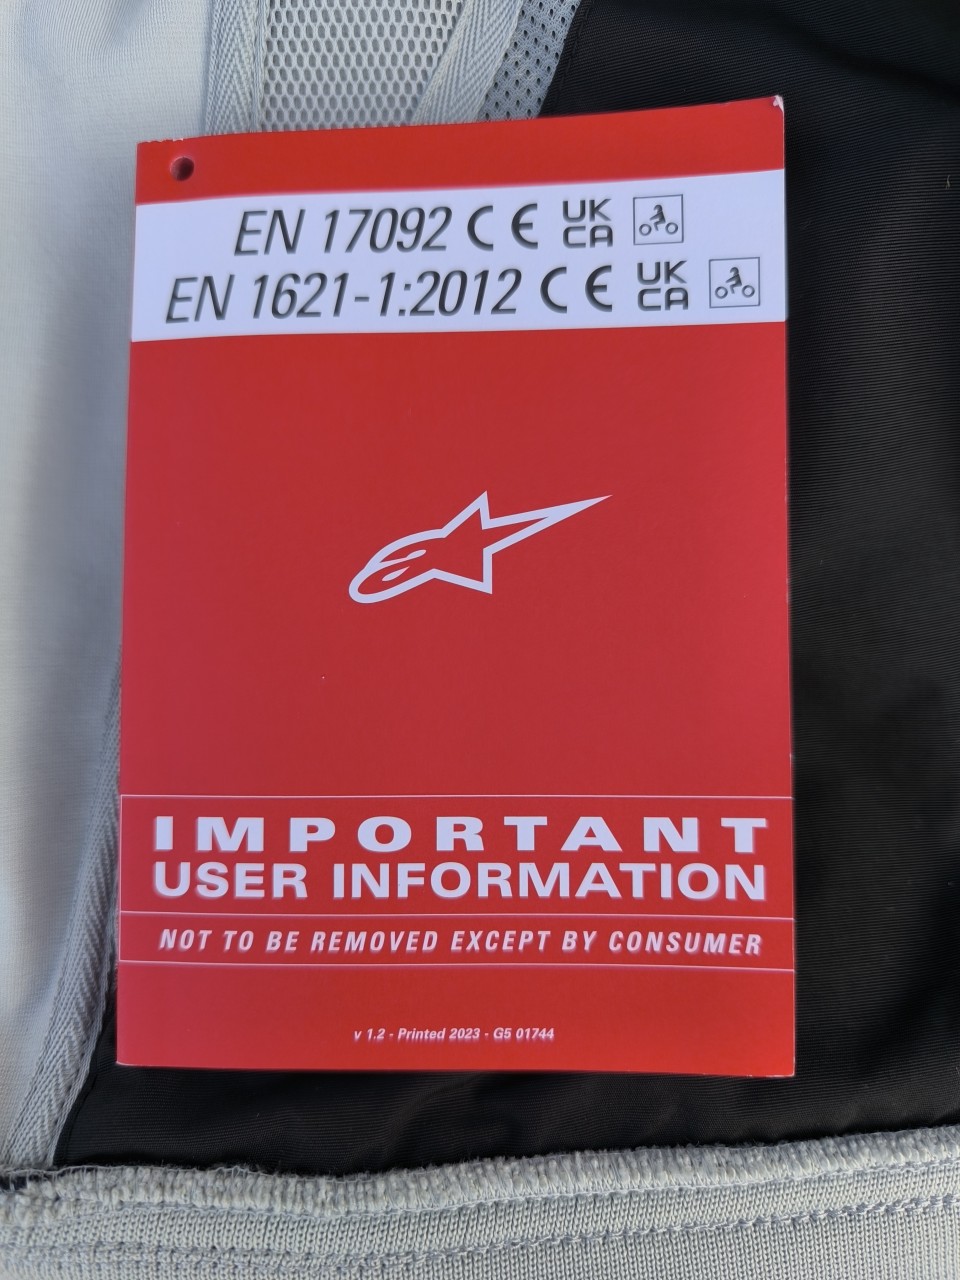 EN 17092 CE UK CA
EN 1621-1:2012 CE UK CA
IMPORTANT
USER INFORMATION
NOT TO BE REMOVED EXCEPT BY CONSUMER
v 1.2 - Printed 2023 - G5 01744